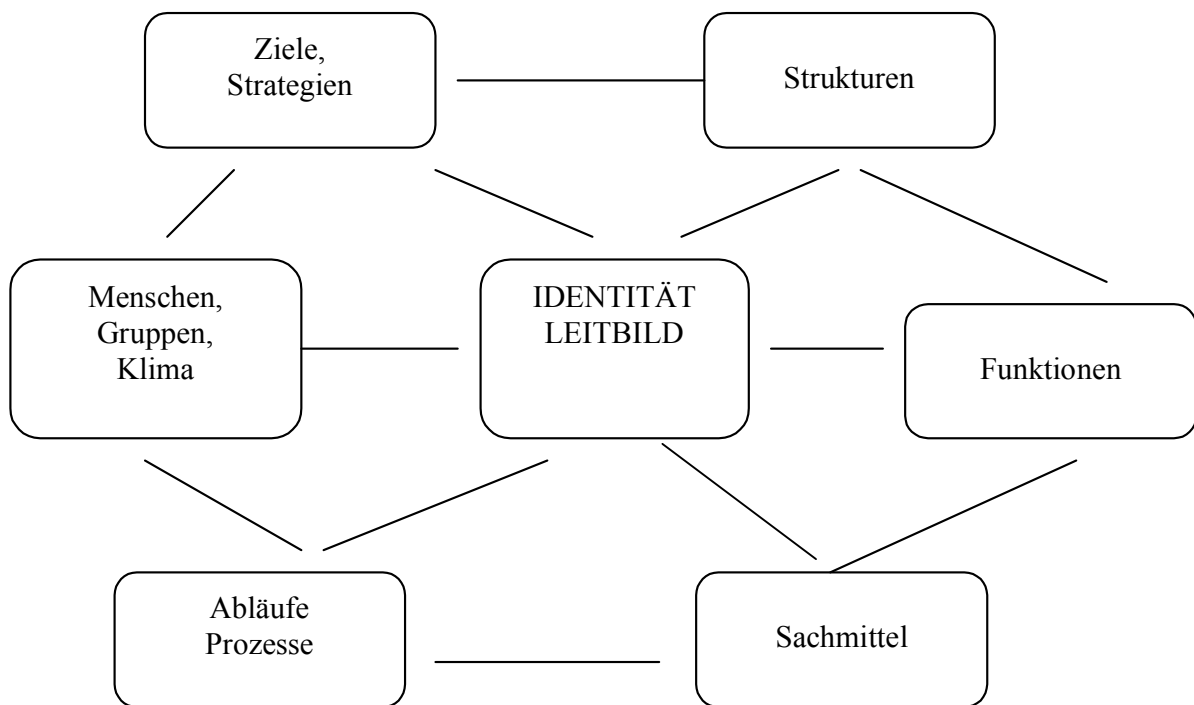 Ziele,
Strategien
Strukturen
Menschen,
Gruppen,
Klima
IDENTITÄT
LEITBILD
Funktionen
Abläufe
Prozesse
Sachmittel